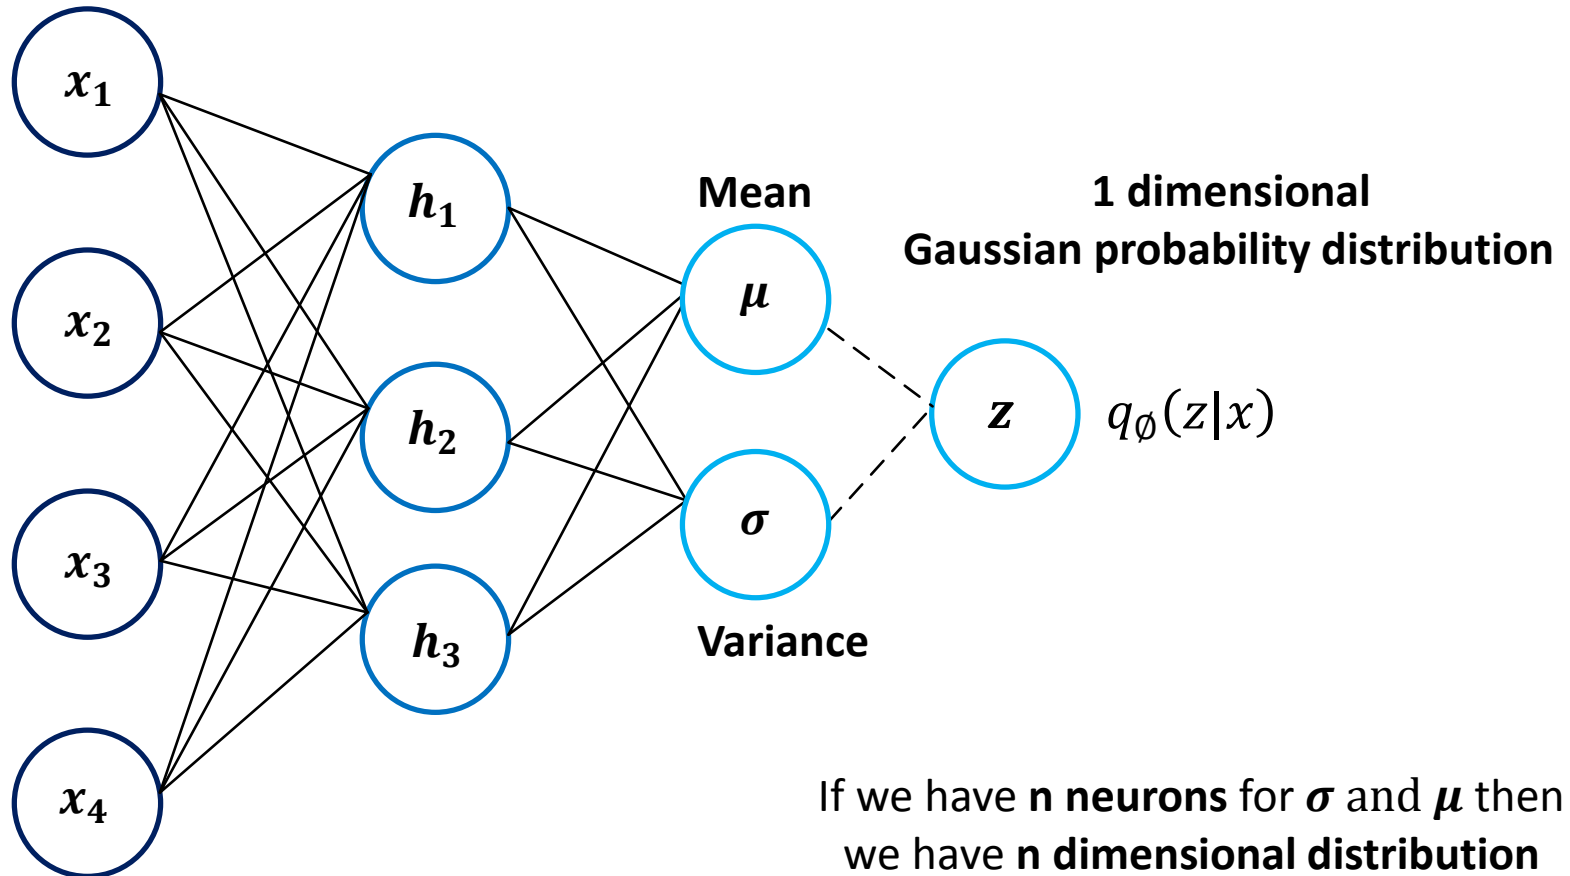 x₁
x₂
x₃
x₄
h₁
h₂
h₃
Mean
μ
σ
Variance
1 dimensional
Gaussian probability distribution
z
q∅(z|x)
If we have n neurons for σ and μ then
we have n dimensional distribution